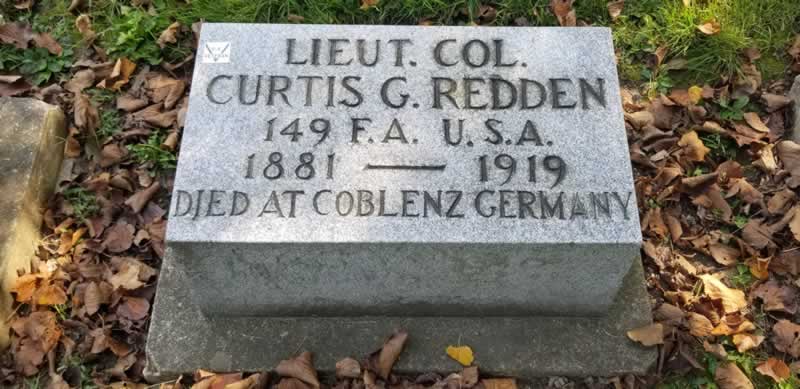 LIEUT. COL.
CURTIS G. REDDEN
149 F.A. U.S.A.
1881 — 1919
DIED AT COBLENZ GERMANY